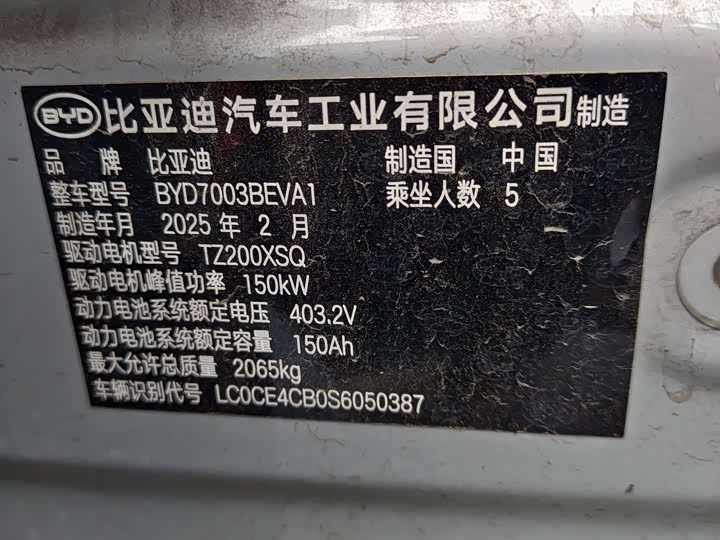 BYD 比亚迪汽车工业有限公司制造
品 牌 比亚迪 制造国 中国
整车型号 BYD7003BEVA1 乘坐人数 5
制造年月 2025 年 2 月
驱动电机型号 TZ200XSQ
驱动电机峰值功率 150kW
动力电池系统额定电压 403.2V
动力电池系统额定容量 150Ah
最大允许总质量 2065kg
车辆识别代号 LC0CE4CB0S6050387